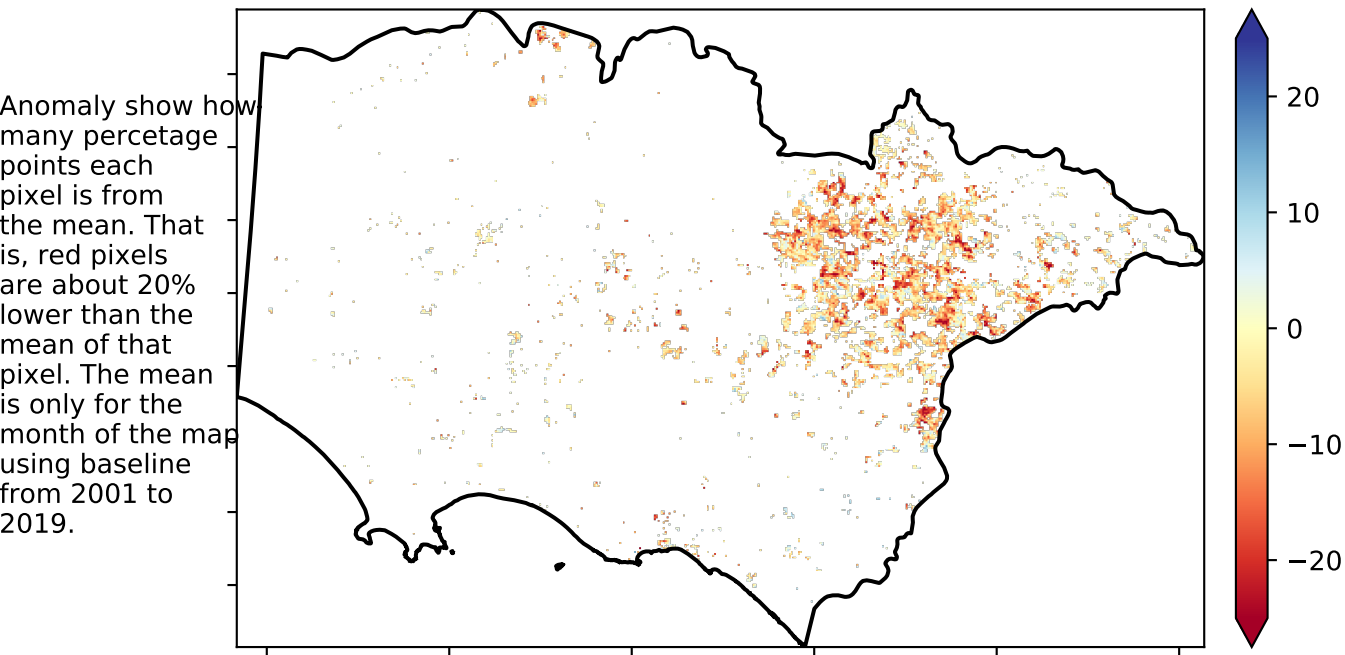 Anomaly show how
many percetage
points each
pixel is from
the mean. That
is, red pixels
are about 20%
lower than the
mean of that
pixel. The mean
is only for the
month of the map
using baseline
from 2001 to
2019.
20
10
0
−10
−20